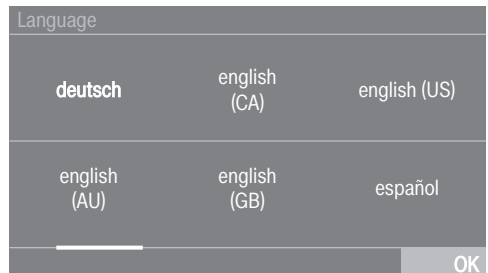 Language
deutsch
english
(CA)
english (US)
english
(AU)
english
(GB)
español
OK